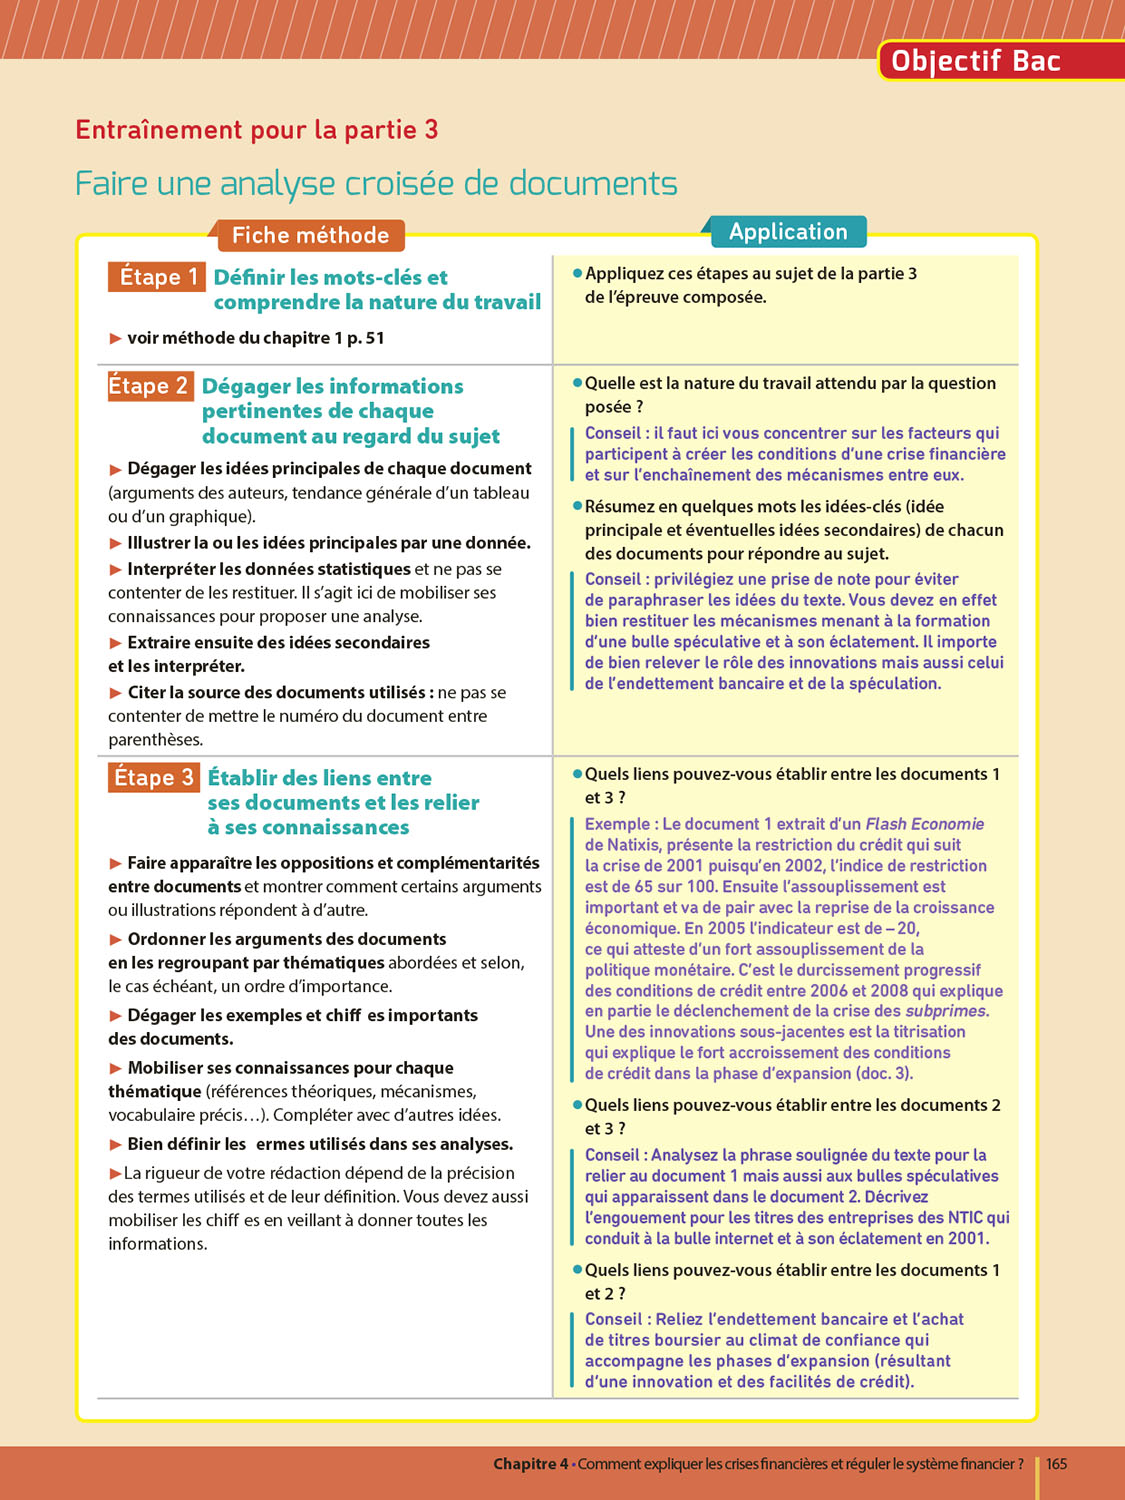 Objectif Bac
Entraînement pour la partie 3
Faire une analyse croisée de documents
Fiche méthode
Étape 1 Définir les mots-clés et
comprendre la nature du travail
► voir méthode du chapitre 1 p. 51
Étape 2 Dégager les informations
pertinentes de chaque
document au regard du sujet
► Dégager les idées principales de chaque document
(arguments des auteurs, tendance générale d'un tableau
ou d'un graphique).
► Illustrer la ou les idées principales par une donnée.
► Interpréter les données statistiques et ne pas se
contenter de les restituer. Il s'agit ici de mobiliser ses
connaissances pour proposer une analyse.
► Extraire ensuite des idées secondaires
et les interpréter.
► Citer la source des documents utilisés : ne pas se
contenter de mettre le numéro du document entre
parenthèses.
Étape 3 Établir des liens entre
ses documents et les relier
à ses connaissances
► Faire apparaître les oppositions et complémentarités
entre documents et montrer comment certains arguments
ou illustrations répondent à d'autre.
► Ordonner les arguments des documents
en les regroupant par thématiques abordées et selon,
le cas échéant, un ordre d'importance.
► Dégager les exemples et chiff es importants
des documents.
► Mobiliser ses connaissances pour chaque
thématique (références théoriques, mécanismes,
vocabulaire précis…). Compléter avec d'autres idées.
► Bien définir les ermes utilisés dans ses analyses.
►La rigueur de votre rédaction dépend de la précision
des termes utilisés et de leur définition. Vous devez aussi
mobiliser les chiff es en veillant à donner toutes les
informations.
Application
• Appliquez ces étapes au sujet de la partie 3
de l'épreuve composée.
• Quelle est la nature du travail attendu par la question
posée ?
Conseil : il faut ici vous concentrer sur les facteurs qui
participent à créer les conditions d'une crise financière
et sur l'enchaînement des mécanismes entre eux.
• Résumez en quelques mots les idées-clés (idée
principale et éventuelles idées secondaires) de chacun
des documents pour répondre au sujet.
Conseil : privilégiez une prise de note pour éviter
de paraphraser les idées du texte. Vous devez en effet
bien restituer les mécanismes menant à la formation
d'une bulle spéculative et à son éclatement. Il importe
de bien relever le rôle des innovations mais aussi celui
de l'endettement bancaire et de la spéculation.
• Quels liens pouvez-vous établir entre les documents 1
et 3 ?
Exemple : Le document 1 extrait d'un Flash Economie
de Natixis, présente la restriction du crédit qui suit
la crise de 2001 puisqu'en 2002, l'indice de restriction
est de 65 sur 100. Ensuite l'assouplissement est
important et va de pair avec la reprise de la croissance
économique. En 2005 l'indicateur est de – 20,
ce qui atteste d'un fort assouplissement de la
politique monétaire. C'est le durcissement progressif
des conditions de crédit entre 2006 et 2008 qui explique
en partie le déclenchement de la crise des subprimes.
Une des innovations sous-jacentes est la titrisation
qui explique le fort accroissement des conditions
de crédit dans la phase d'expansion (doc. 3).
• Quels liens pouvez-vous établir entre les documents 2
et 3 ?
Conseil : Analysez la phrase soulignée du texte pour la
relier au document 1 mais aussi aux bulles spéculatives
qui apparaissent dans le document 2. Décrivez
l'engouement pour les titres des entreprises des NTIC qui
conduit à la bulle internet et à son éclatement en 2001.
• Quels liens pouvez-vous établir entre les documents 1
et 2 ?
Conseil : Reliez l'endettement bancaire et l'achat
de titres boursier au climat de confiance qui
accompagne les phases d'expansion (résultant
d'une innovation et des facilités de crédit).
Chapitre 4 • Comment expliquer les crises financières et réguler le système financier ? 165